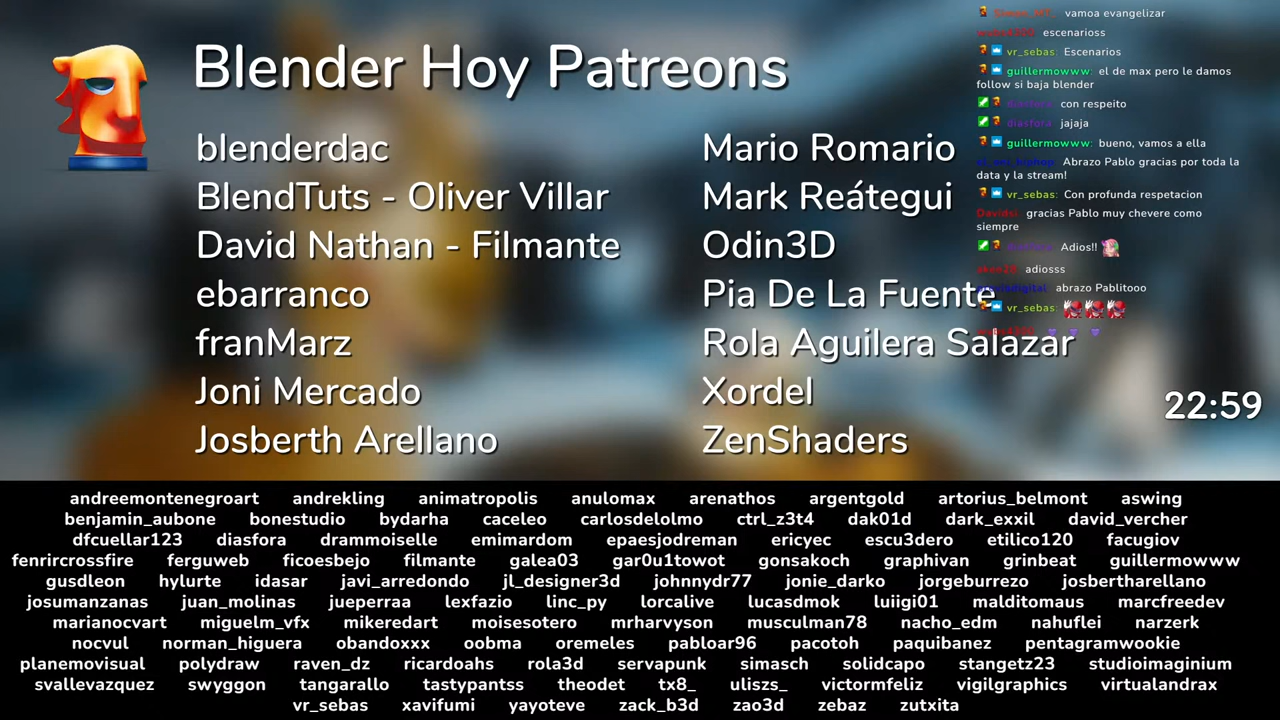 Blender Hoy Patreons
blenderdac
BlendTuts - Oliver Villar
David Nathan - Filmante
ebarranco
franMarz
Joni Mercado
Josberth Arellano
Mario Romario
Mark Reátegui
Odin3D
Pia De La Fuente
Rola Aguilera Salazar
Xordel
ZenShaders
vamoa evangelizar
escenarioss
vr_sebas: Escenarios
guillermowww: el de max pero le damos
follow si baja blender
diasfora: con respeito
diasfora: jajaja
guillermowww: bueno, vamos a ella
Abrazo Pablo gracias por toda la
data y la stream!
vr_sebas: Con profunda respetacion
gracias Pablo muy chevere como
siempre
diasfora: Adios!!
adiosss
abrazo Pablitooo
vr_sebas:
22:59
andreemontenegroart andrekling animatropolis anulomax arenathos argentgold artorius_belmont aswing
benjamin_aubone bonestudio bydarha caceleo carlosdelolmo ctrl_z3t4 dak01d dark_exxil david_vercher
dfcuellar123 diasfora drammoiselle emimardom epaesjodreman ericyec escu3dero etilico120 facugiov
fenrircrossfire ferguweb ficoesbejo filmante galea03 gar0u1towot gonsakoch graphivan grinbeat guillermowww
gusdleon hylurte idasar javi_arredondo jl_designer3d johnnydr77 jonie_darko jorgeburrezo josbertharellano
josumanzanas juan_molinas jueperraa lexfazio linc_py lorcalive lucasdmok luiigi01 malditomaus marcfreedev
marianocvart miguelm_vfx mikeredart moisesotero mrharvyson musculman78 nacho_edm nahuflei narzerk
nocvul norman_higuera obandoxxx oobma oremeles pabloar96 pacotoh paquibanez pentagramwookie
planemovisual polydraw raven_dz ricardoahs rola3d servapunk simasch solidcapo stangetz23 studioimaginium
svallevazquez swyggon tangarallo tastypantss theodet tx8_ uliszs_ victormfeliz vigilgraphics virtualandrax
vr_sebas xavifumi yayoteve zack_b3d zao3d zebaz zutxita